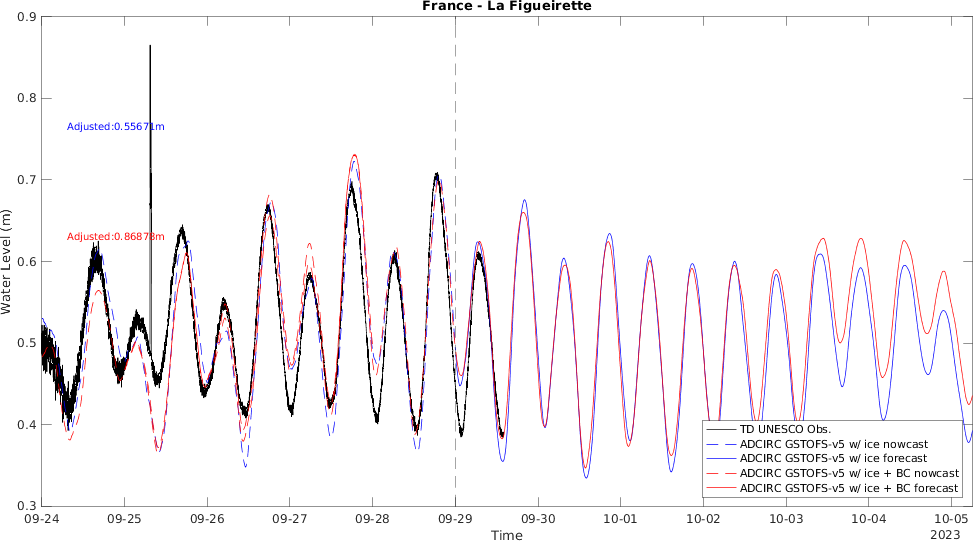 France - La Figueirette
0.9
0.8
0.7
0.6
0.5
0.4
0.3
Water Level (m)
Adjusted:0.55671m
Adjusted:0.86878m
TD UNESCO Obs.
ADCIRC GSTOFS-v5 w/ ice nowcast
ADCIRC GSTOFS-v5 w/ ice forecast
ADCIRC GSTOFS-v5 w/ ice + BC nowcast
ADCIRC GSTOFS-v5 w/ ice + BC forecast
09-24 09-25 09-26 09-27 09-28 09-29 09-30 10-01 10-02 10-03 10-04 10-05
2023
Time